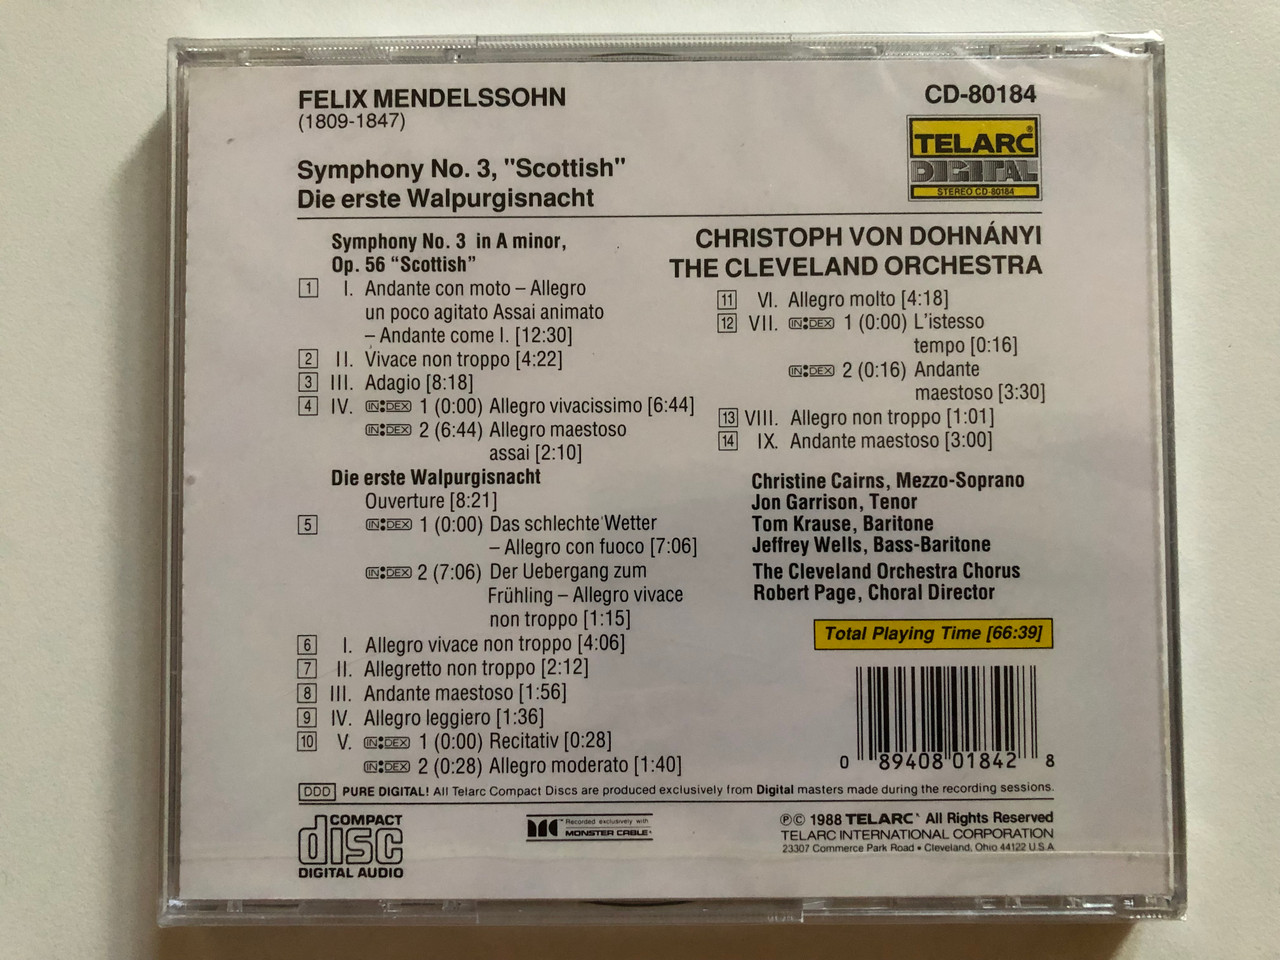 FELIX MENDELSSOHN
(1809-1847)
CD-80184
TELARC®
DIGITAL
STEREO CD-80184
Symphony No. 3, "Scottish"
Die erste Walpurgisnacht
CHRISTOPH VON DOHNÁNYI
THE CLEVELAND ORCHESTRA
Symphony No. 3 in A minor,
Op. 56 “Scottish”
1 I. Andante con moto – Allegro
un poco agitato Assai animato
– Andante come I. [12:30]
2 II. Vivace non troppo [4:22]
3 III. Adagio [8:18]
4 IV. INDEX 1 (0:00) Allegro vivacissimo [6:44]
INDEX 2 (6:44) Allegro maestoso
assai [2:10]
Die erste Walpurgisnacht
Ouverture [8:21]
5 INDEX 1 (0:00) Das schlechte Wetter
– Allegro con fuoco [7:06]
INDEX 2 (7:06) Der Uebergang zum
Frühling – Allegro vivace
non troppo [1:15]
6 I. Allegro vivace non troppo [4:06]
7 II. Allegretto non troppo [2:12]
8 III. Andante maestoso [1:56]
9 IV. Allegro leggiero [1:36]
10 V. INDEX 1 (0:00) Recitativ [0:28]
INDEX 2 (0:28) Allegro moderato [1:40]
11 VI. Allegro molto [4:18]
12 VII. INDEX 1 (0:00) L'istesso
tempo [0:16]
INDEX 2 (0:16) Andante
maestoso [3:30]
13 VIII. Allegro non troppo [1:01]
14 IX. Andante maestoso [3:00]
Christine Cairns, Mezzo-Soprano
Jon Garrison, Tenor
Tom Krause, Baritone
Jeffrey Wells, Bass-Baritone
The Cleveland Orchestra Chorus
Robert Page, Choral Director
Total Playing Time [66:39]
0 89408 01842 8
DDD PURE DIGITAL! All Telarc Compact Discs are produced exclusively from Digital masters made during the recording sessions.
COMPACT
disc
DIGITAL AUDIO
Recorded exclusively with
MONSTER CABLE
℗© 1988 TELARC All Rights Reserved
TELARC INTERNATIONAL CORPORATION
23307 Commerce Park Road • Cleveland, Ohio 44122 U.S.A